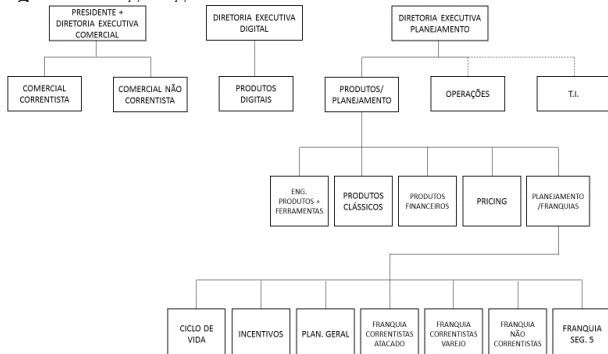 PRESIDENTE +
DIRETORIA EXECUTIVA
COMERCIAL
DIRETORIA EXECUTIVA
DIGITAL
DIRETORIA EXECUTIVA
PLANEJAMENTO
COMERCIAL
CORRENTISTA
COMERCIAL NÃO
CORRENTISTA
PRODUTOS
DIGITAIS
PRODUTOS/
PLANEJAMENTO
OPERAÇÕES
T.I.
ENG.
PRODUTOS +
FERRAMENTAS
PRODUTOS
CLÁSSICOS
PRODUTOS
FINANCEIROS
PRICING
PLANEJAMENTO
/FRANQUIAS
CICLO DE
VIDA
INCENTIVOS
PLAN. GERAL
FRANQUIA
CORRENTISTAS
ATACADO
FRANQUIA
CORRENTISTAS
VAREJO
FRANQUIA
NÃO
CORRENTISTAS
FRANQUIA
SEG. 5